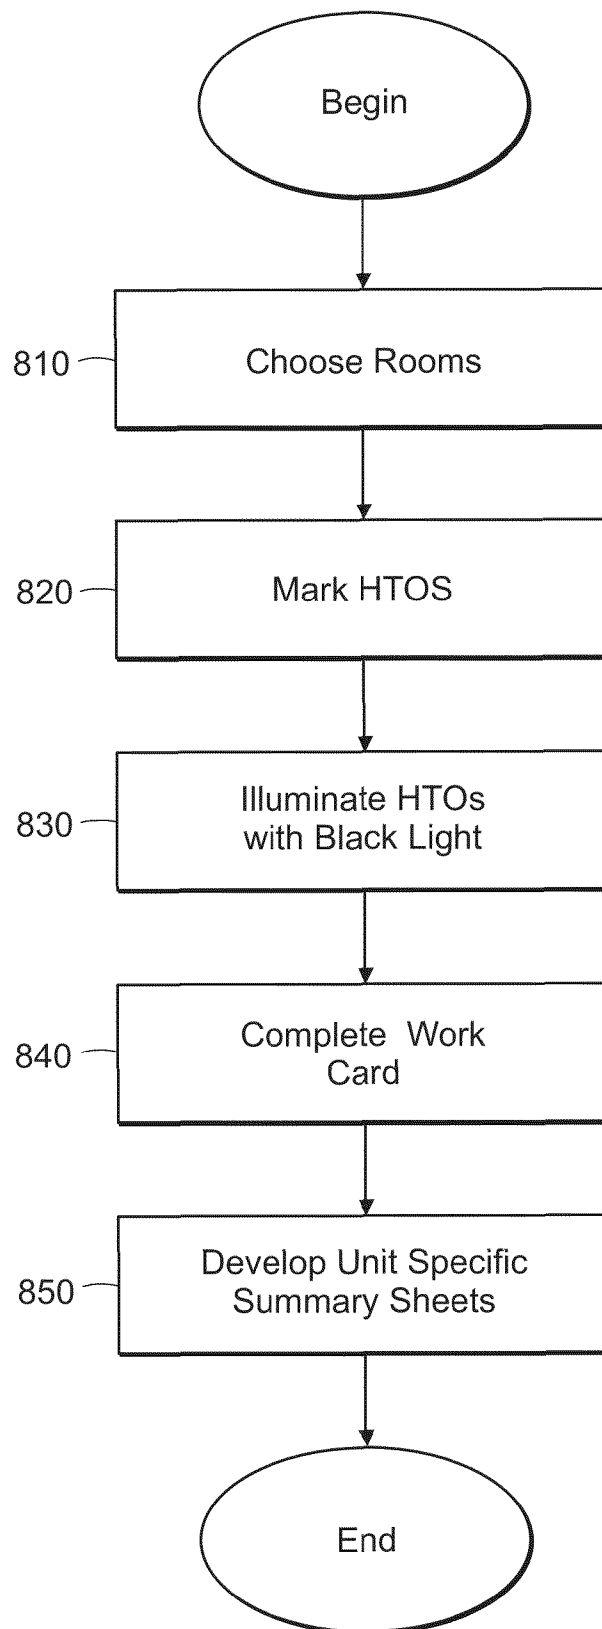 Begin
810
Choose Rooms
820
Mark HTOS
830
Illuminate HTOs
with Black Light
840
Complete Work
Card
850
Develop Unit Specific
Summary Sheets
End